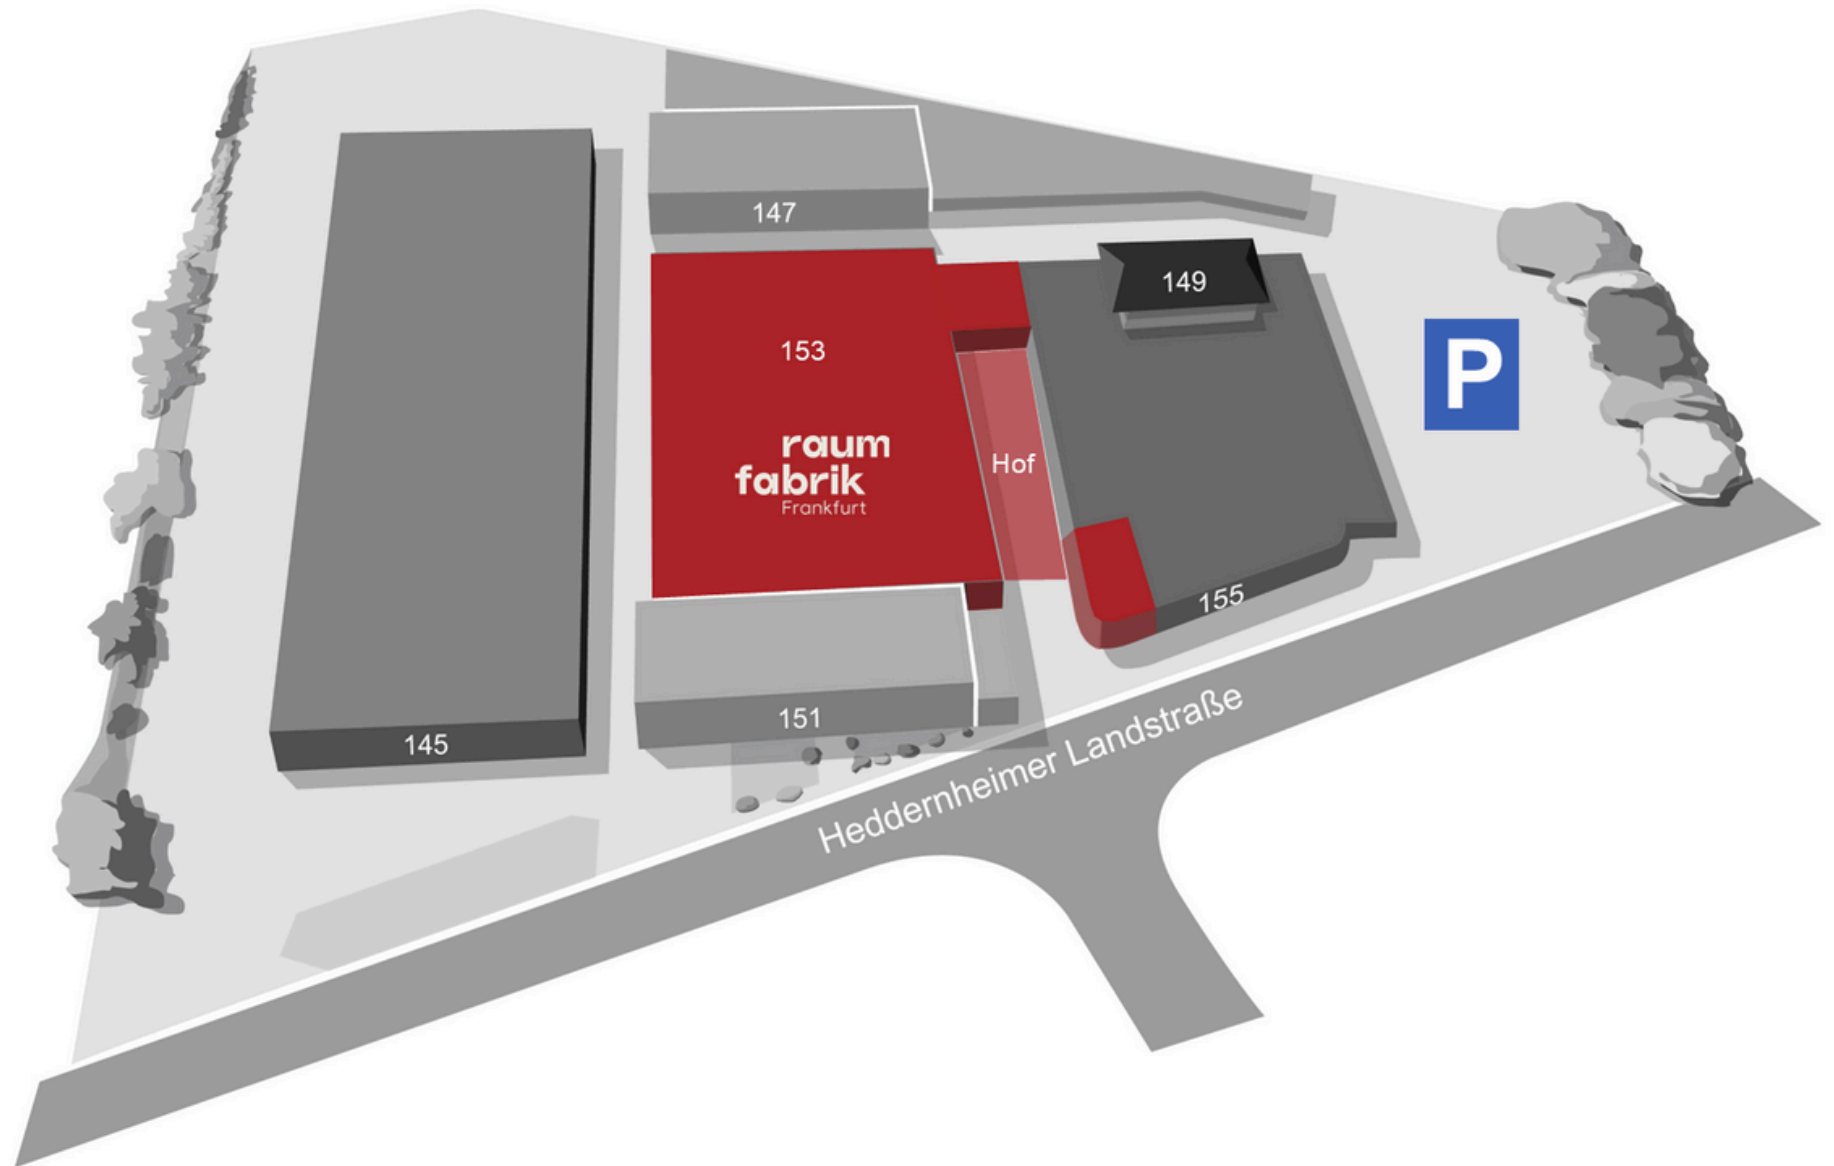 147
149
153
P
raum
fabrik
Frankfurt
Hof
155
151
145
Heddernheimer Landstraße